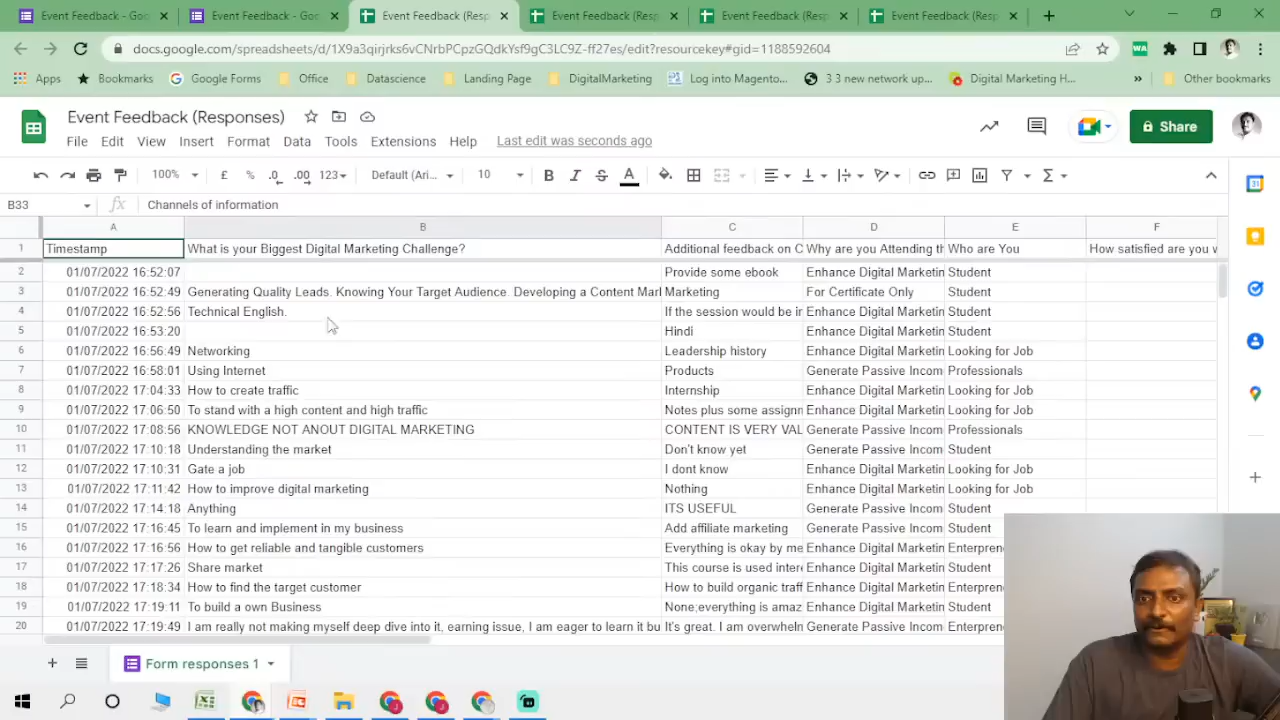 Event Feedback - Goo
Event Feedback - Goo
Event Feedback (Resp
Event Feedback (Resp
Event Feedback (Resp
Event Feedback (Resp
docs.google.com/spreadsheets/d/1X9a3qirjrks6vCNrbPCpzGQdkYsf9gC3LC9Z-ff27es/edit?resourcekey#gid=1188592604
WA
Apps
Bookmarks
Google Forms
Office
Datascience
Landing Page
DigitalMarketing
Log into Magento...
3 3 new network up...
Digital Marketing H...
»
Other bookmarks
Event Feedback (Responses)
File Edit View Insert Format Data Tools Extensions Help Last edit was seconds ago
Share
100% £ % .0 .00 123 Default (Ari... 10 B I S A Σ
B33 fx Channels of information
A B C D E F
1 Timestamp What is your Biggest Digital Marketing Challenge? Additional feedback on C Why are you Attending th Who are You How satisfied are you w
2 01/07/2022 16:52:07 Provide some ebook Enhance Digital Marketin Student
3 01/07/2022 16:52:49 Generating Quality Leads. Knowing Your Target Audience. Developing a Content Marl Marketing For Certificate Only Student
4 01/07/2022 16:52:56 Technical English. If the session would be ir Enhance Digital Marketin Student
5 01/07/2022 16:53:20 Hindi Enhance Digital Marketin Student
6 01/07/2022 16:56:49 Networking Leadership history Enhance Digital Marketin Looking for Job
7 01/07/2022 16:58:01 Using Internet Products Generate Passive Incom Professionals
8 01/07/2022 17:04:33 How to create traffic Internship Enhance Digital Marketin Looking for Job
9 01/07/2022 17:06:50 To stand with a high content and high traffic Notes plus some assignn Enhance Digital Marketin Looking for Job
10 01/07/2022 17:08:56 KNOWLEDGE NOT ANOUT DIGITAL MARKETING CONTENT IS VERY VAL Generate Passive Incom Professionals
11 01/07/2022 17:10:18 Understanding the market Don't know yet Generate Passive Incom Student
12 01/07/2022 17:10:31 Gate a job I dont know Enhance Digital Marketin Looking for Job
13 01/07/2022 17:11:42 How to improve digital marketing Nothing Enhance Digital Marketin Looking for Job
14 01/07/2022 17:14:18 Anything ITS USEFUL Generate Passive Incom Student
15 01/07/2022 17:16:45 To learn and implement in my business Add affiliate marketing Generate Passive Incom Student
16 01/07/2022 17:16:56 How to get reliable and tangible customers Everything is okay by me Enhance Digital Marketin Enterpren
17 01/07/2022 17:17:26 Share market This course is used inter Enhance Digital Marketin Student
18 01/07/2022 17:18:34 How to find the target customer How to build organic traff Enhance Digital Marketin Enterpren
19 01/07/2022 17:19:11 To build a own Business None;everything is amaz Enhance Digital Marketin Student
20 01/07/2022 17:19:49 I am really not making myself deep dive into it, earning issue, I am eager to learn it bu It's great. I am overwhelm Generate Passive Incom Enterpren
Form responses 1